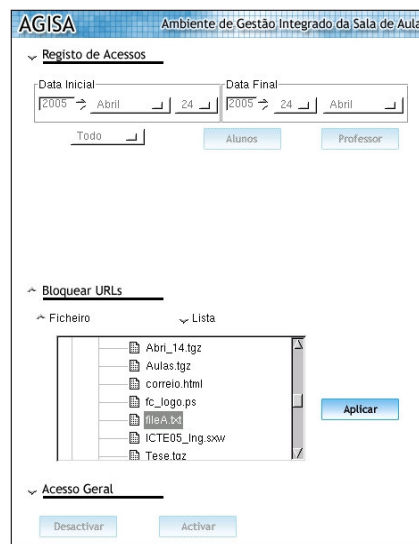 AGISA Ambiente de Gestão Integrado da Sala de Aula
Registo de Acessos
Data Inicial Data Final
2005 Abril 24 2005 24 Abril
Todo Alunos Professor
Bloquear URLs
Ficheiro Lista
Abri_14.tgz
Aulas.tgz
correio.html
fc_logo.ps
fileA.txt
Aplicar
ICTE05_Ing.sxw
Tese.tgz
Acesso Geral
Desactivar Activar